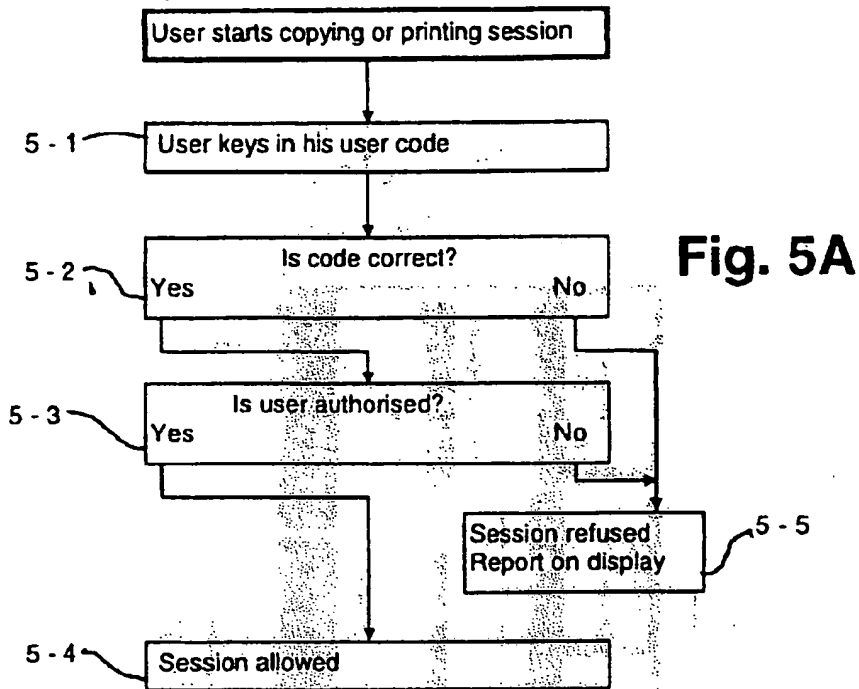 User starts copying or printing session
5 - 1
User keys in his user code
Fig. 5A
5 - 2
Is code correct?
Yes No
5 - 3
Is user authorised?
Yes No
Session refused
Report on display
5 - 5
5 - 4
Session allowed